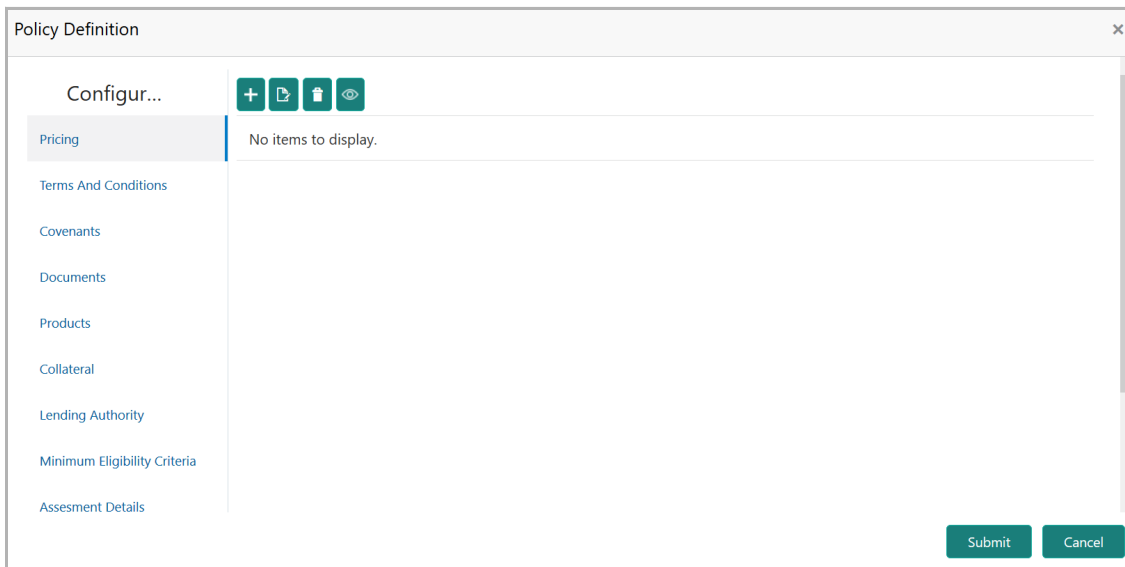 Policy Definition
Configur...
Pricing
No items to display.
Terms And Conditions
Covenants
Documents
Products
Collateral
Lending Authority
Minimum Eligibility Criteria
Assesment Details
Submit
Cancel